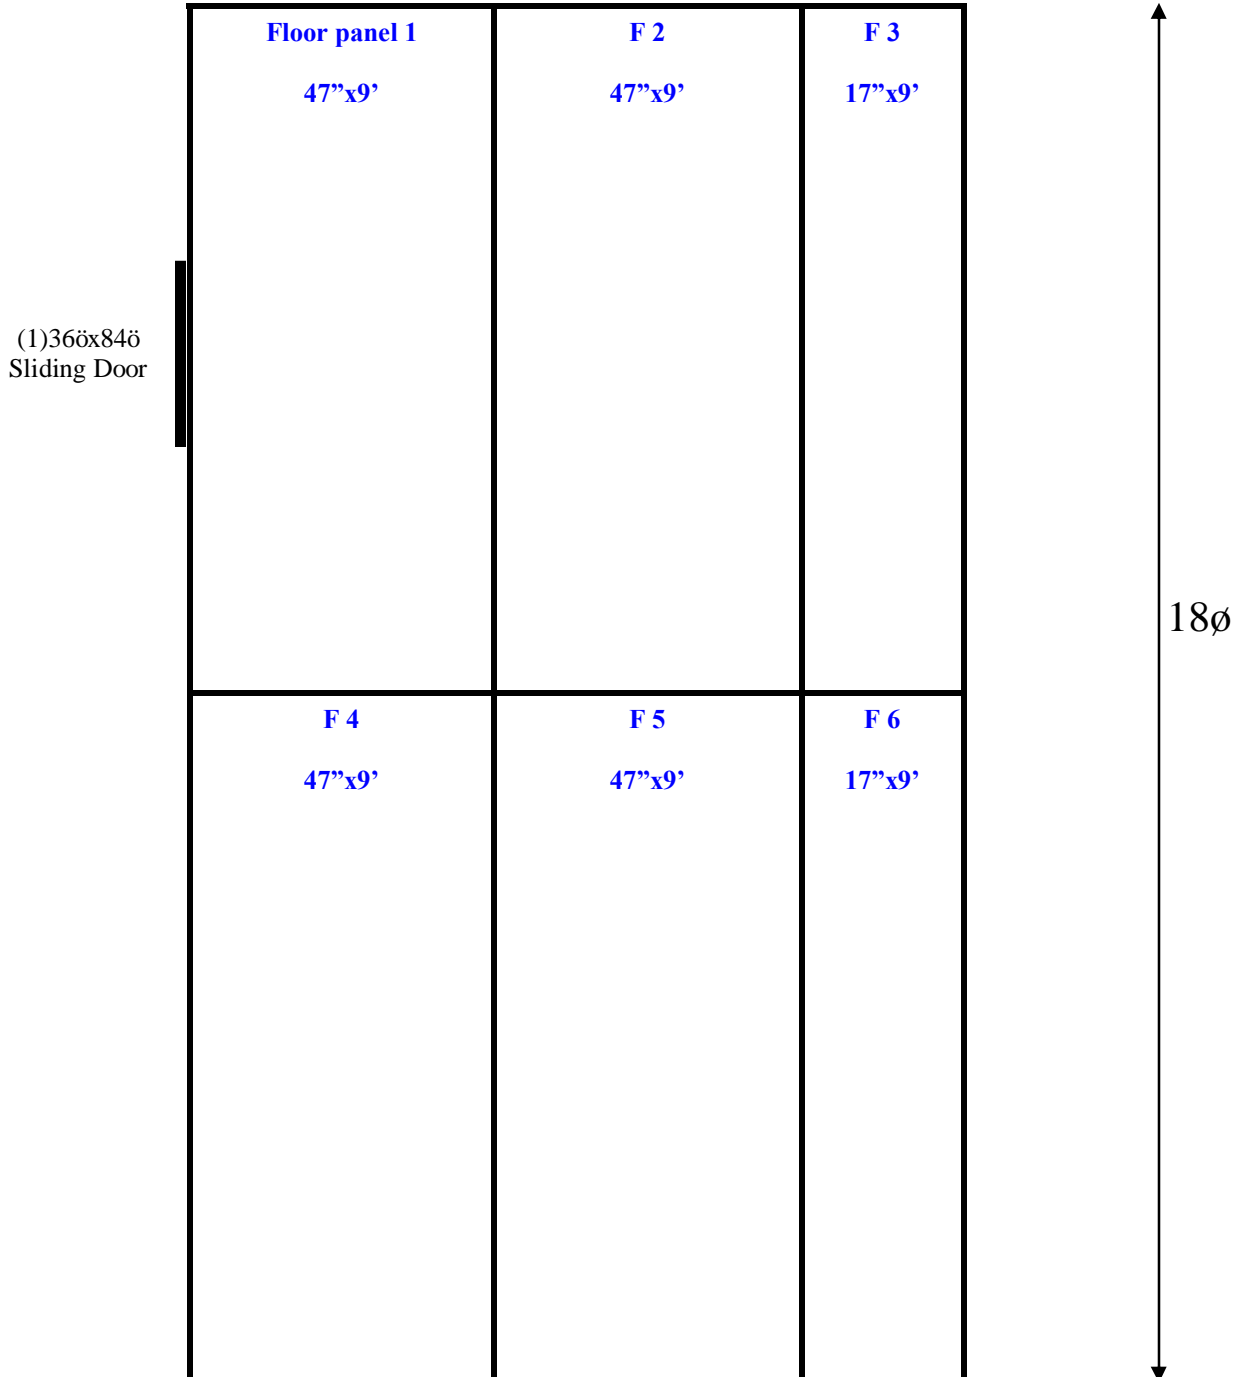 Floor panel 1
47”x9’
F 2
47”x9’
F 3
17”x9’
(1)36öx84ö
Sliding Door
18ø
F 4
47”x9’
F 5
47”x9’
F 6
17”x9’